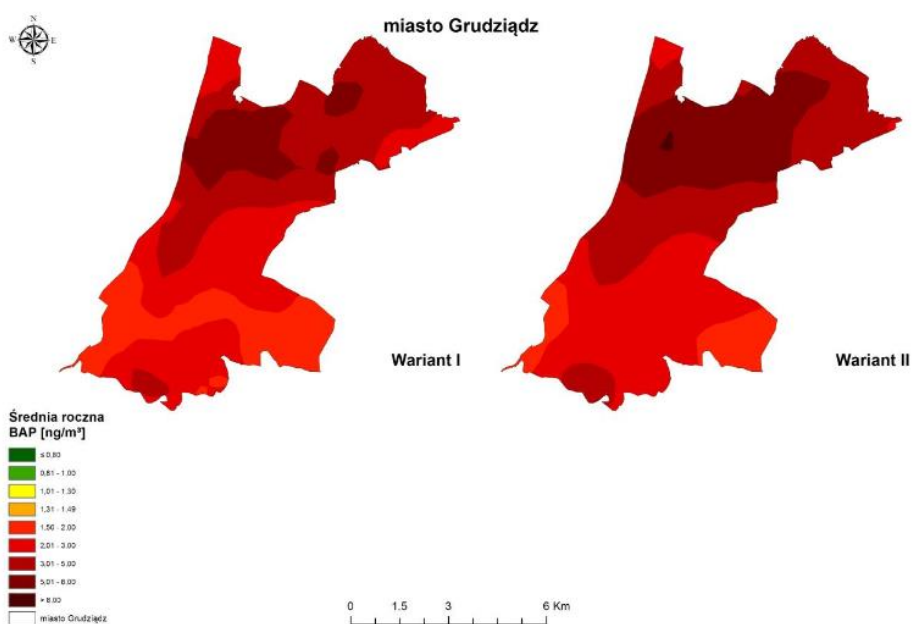 miasto Grudziądz
N
W E
S
Wariant I
Wariant II
Średnia roczna
BAP [ng/m³]
≤ 0,80
0,81 - 1,00
1,01 - 1,30
1,31 - 1,49
1,50 - 2,00
2,01 - 3,00
3,01 - 5,00
5,01 - 8,00
> 8,00
miasto Grudziądz
0 1.5 3 6 Km